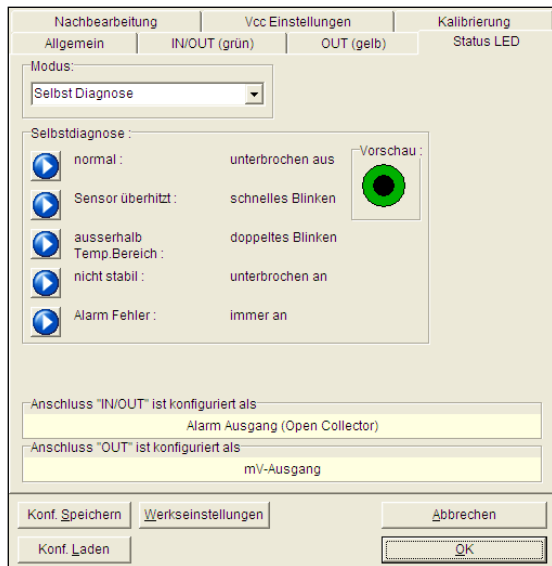 Nachbearbeitung Vcc Einstellungen Kalibrierung
Allgemein IN/OUT (grün) OUT (gelb) Status LED
Modus:
Selbst Diagnose
Selbstdiagnose :
Vorschau :
normal : unterbrochen aus
Sensor überhitzt : schnelles Blinken
ausserhalb doppeltes Blinken
Temp.Bereich :
nicht stabil : unterbrochen an
Alarm Fehler : immer an
Anschluss "IN/OUT" ist konfiguriert als
Alarm Ausgang (Open Collector)
Anschluss "OUT" ist konfiguriert als
mV-Ausgang
Konf. Speichern Werkseinstellungen Abbrechen
Konf. Laden OK